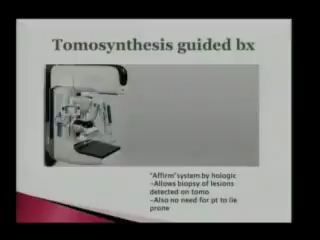 Tomosynthesis guided bx
"Affirm"system by hologic
-Allows biopsy of lesions
detected on tomo
-Also no need for pt to lie
prone